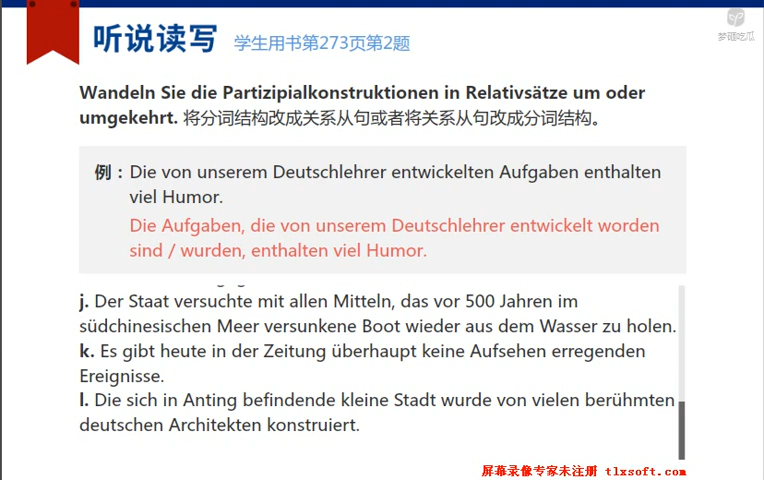 梦砸吃瓜
听说读写 学生用书第273页第2题
Wandeln Sie die Partizipialkonstruktionen in Relativsätze um oder
umgekehrt. 将分词结构改成关系从句或者将关系从句改成分词结构。
例：Die von unserem Deutschlehrer entwickelten Aufgaben enthalten
viel Humor.
Die Aufgaben, die von unserem Deutschlehrer entwickelt worden
sind / wurden, enthalten viel Humor.
j. Der Staat versuchte mit allen Mitteln, das vor 500 Jahren im
südchinesischen Meer versunkene Boot wieder aus dem Wasser zu holen.
k. Es gibt heute in der Zeitung überhaupt keine Aufsehen erregenden
Ereignisse.
l. Die sich in Anting befindende kleine Stadt wurde von vielen berühmten
deutschen Architekten konstruiert.
屏幕录像专家未注册 tlxsoft.com